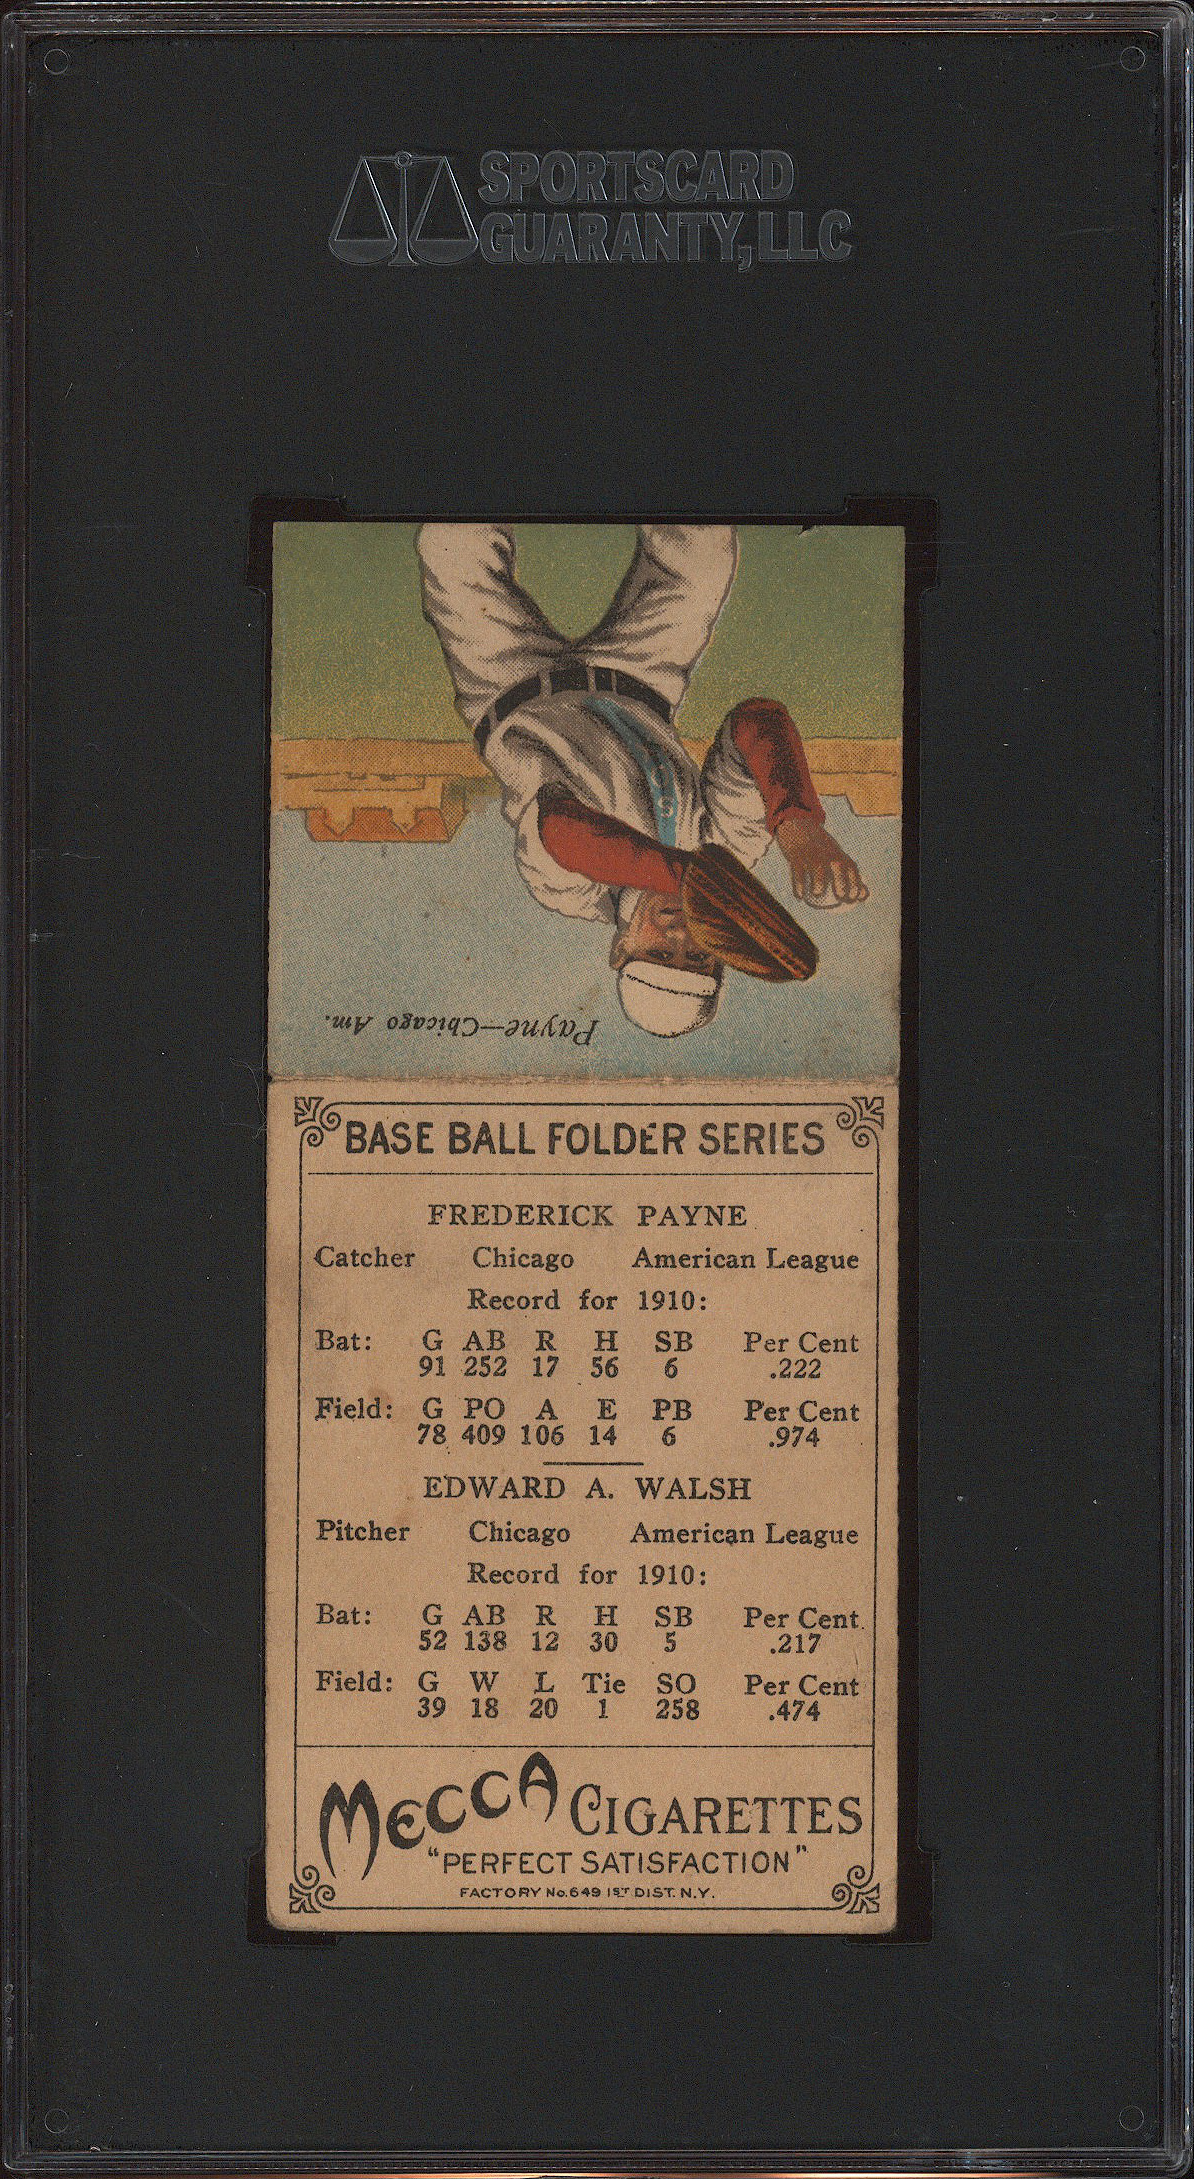 SPORTSCARD
GUARANTY, LLC
Payne—Chicago Am.
BASE BALL FOLDER SERIES
FREDERICK PAYNE
Catcher Chicago American League
Record for 1910:
Bat: G AB R H SB Per Cent
91 252 17 56 6 .222
Field: G PO A E PB Per Cent
78 409 106 14 6 .974
EDWARD A. WALSH
Pitcher Chicago American League
Record for 1910:
Bat: G AB R H SB Per Cent
52 138 12 30 5 .217
Field: G W L Tie SO Per Cent
39 18 20 1 258 .474
MECCA CIGARETTES
"PERFECT SATISFACTION"
FACTORY No. 649 1ST DIST. N.Y.